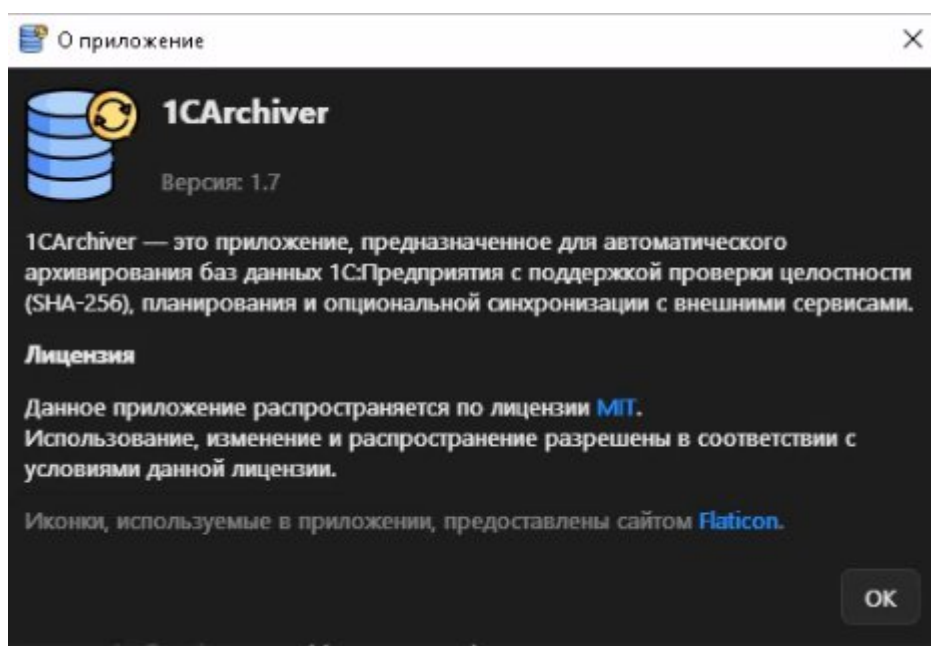 О приложение
1CArchiver
Версия: 1.7
1CArchiver — это приложение, предназначенное для автоматического
архивирования баз данных 1С:Предприятия с поддержкой проверки целостности
(SHA-256), планирования и опциональной синхронизации с внешними сервисами.
Лицензия
Данное приложение распространяется по лицензии MIT.
Использование, изменение и распространение разрешены в соответствии с
условиями данной лицензии.
Иконки, используемые в приложении, предоставлены сайтом Flaticon.
OK